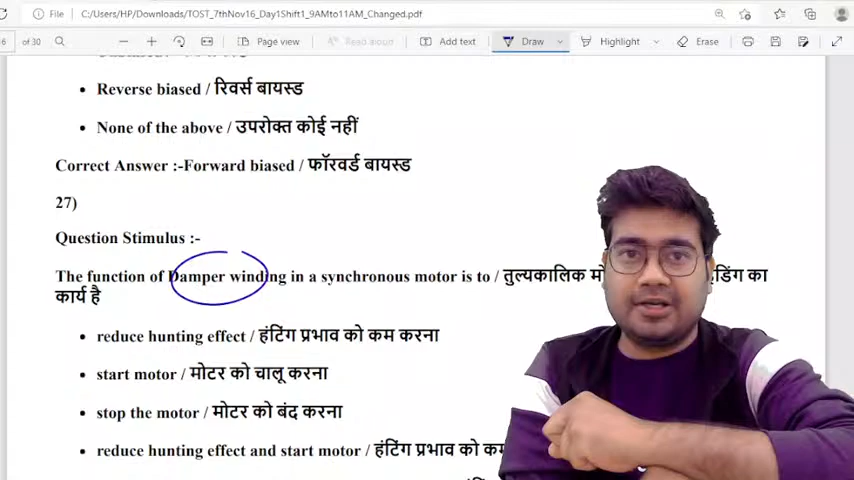 File C:/Users/HP/Downloads/TOST_7thNov16_Day1Shift1_9AMto11AM_Changed.pdf
6 of 30 Read aloud Add text Draw Highlight Erase
• Reverse biased / रिवर्स बायस्ड
• None of the above / उपरोक्त कोई नहीं
Correct Answer :-Forward biased / फॉरवर्ड बायस्ड
27)
Question Stimulus :-
The function of Damper winding in a synchronous motor is to / तुल्यकालिक डिंग का
कार्य है
• reduce hunting effect / हंटिंग प्रभाव को कम करना
• start motor / मोटर को चालू करना
• stop the motor / मोटर को बंद करना
• reduce hunting effect and start motor / हंटिंग प्रभाव को